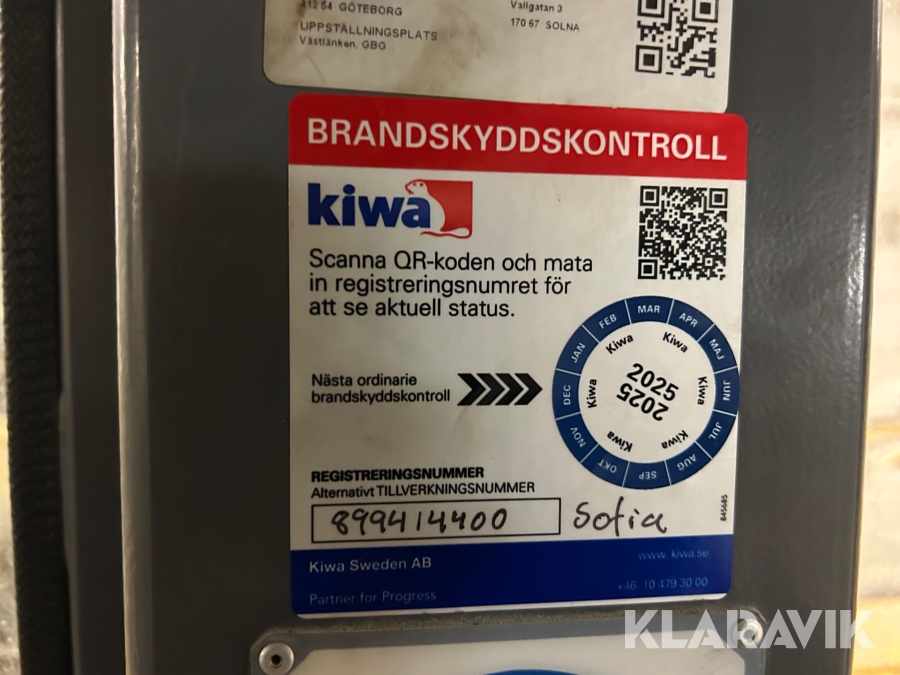 412 64 GÖTEBORG
UPPSTÄLLNINGSPLATS
Västlänken, GBG
Vallgatan 3
170 67 SOLNA
BRANDSKYDDSKONTROLL
kiwa
Scanna QR-koden och mata
in registreringsnumret för
att se aktuell status.
Nästa ordinarie
brandskyddskontroll
JAN FEB MAR APR MAJ JUN JUL AUG SEP OKT NOV DEC
Kiwa Kiwa Kiwa Kiwa Kiwa Kiwa
2025
2025
REGISTRERINGSNUMMER
Alternativt TILLVERKNINGSNUMMER
899414400 Sofia
845685
Kiwa Sweden AB
Partner for Progress
www.kiwa.se
+46- 10 479 30 00
KLARAVIK